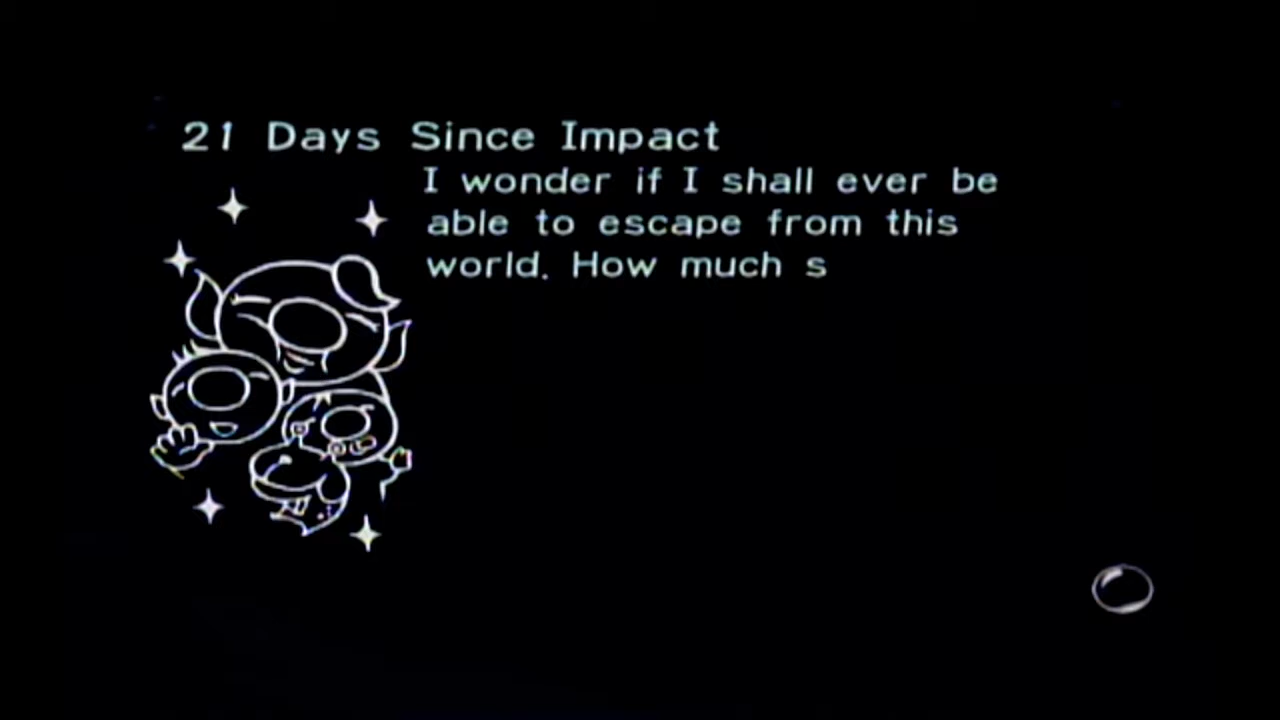 21 Days Since Impact
I wonder if I shall ever be
able to escape from this
world. How much s